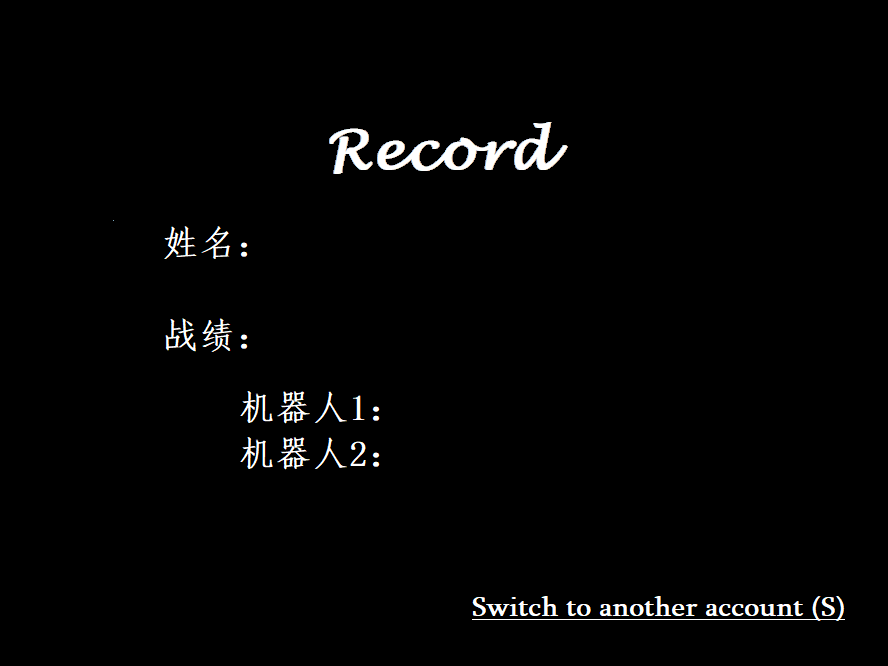 Record
姓名：
战绩：
机器人1：
机器人2：
Switch to another account (S)